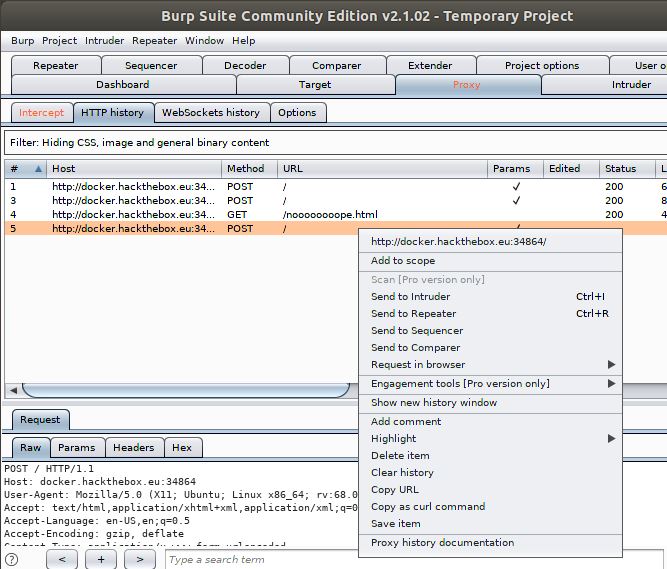 Burp Suite Community Edition v2.1.02 - Temporary Project
Burp Project Intruder Repeater Window Help
Repeater Sequencer Decoder Comparer Extender Project options User o
Dashboard Target Proxy Intruder
Intercept HTTP history WebSockets history Options
Filter: Hiding CSS, image and general binary content
# Host Method URL Params Edited Status L
1 http://docker.hackthebox.eu:34... POST / ✓ 200 6
3 http://docker.hackthebox.eu:34... POST / ✓ 200 8
4 http://docker.hackthebox.eu:34... GET /noooooooope.html 200 4
5 http://docker.hackthebox.eu:34... POST /
http://docker.hackthebox.eu:34864/
Add to scope
Scan [Pro version only]
Send to Intruder Ctrl+I
Send to Repeater Ctrl+R
Send to Sequencer
Send to Comparer
Request in browser
Engagement tools [Pro version only]
Show new history window
Add comment
Highlight
Delete item
Clear history
Copy URL
Copy as curl command
Save item
Proxy history documentation
Request
Raw Params Headers Hex
POST / HTTP/1.1
Host: docker.hackthebox.eu:34864
User-Agent: Mozilla/5.0 (X11; Ubuntu; Linux x86_64; rv:68.0
Accept: text/html,application/xhtml+xml,application/xml;q=0
Accept-Language: en-US,en;q=0.5
Accept-Encoding: gzip, deflate
? < + > Type a search term